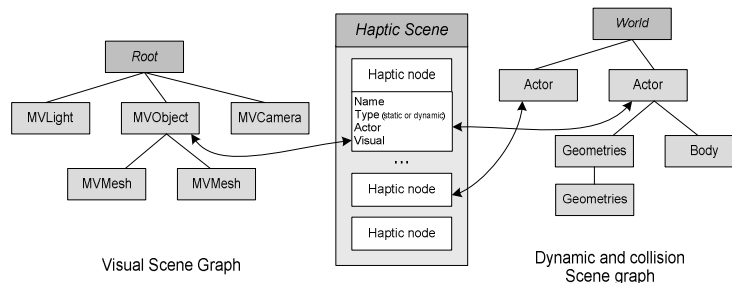 Root
MVLight
MVObject
MVCamera
MVMesh
MVMesh
Visual Scene Graph
Haptic Scene
Haptic node
Name
Type (static or dynamic)
Actor
Visual
...
Haptic node
Haptic node
World
Actor
Actor
Geometries
Body
Geometries
Dynamic and collision
Scene graph